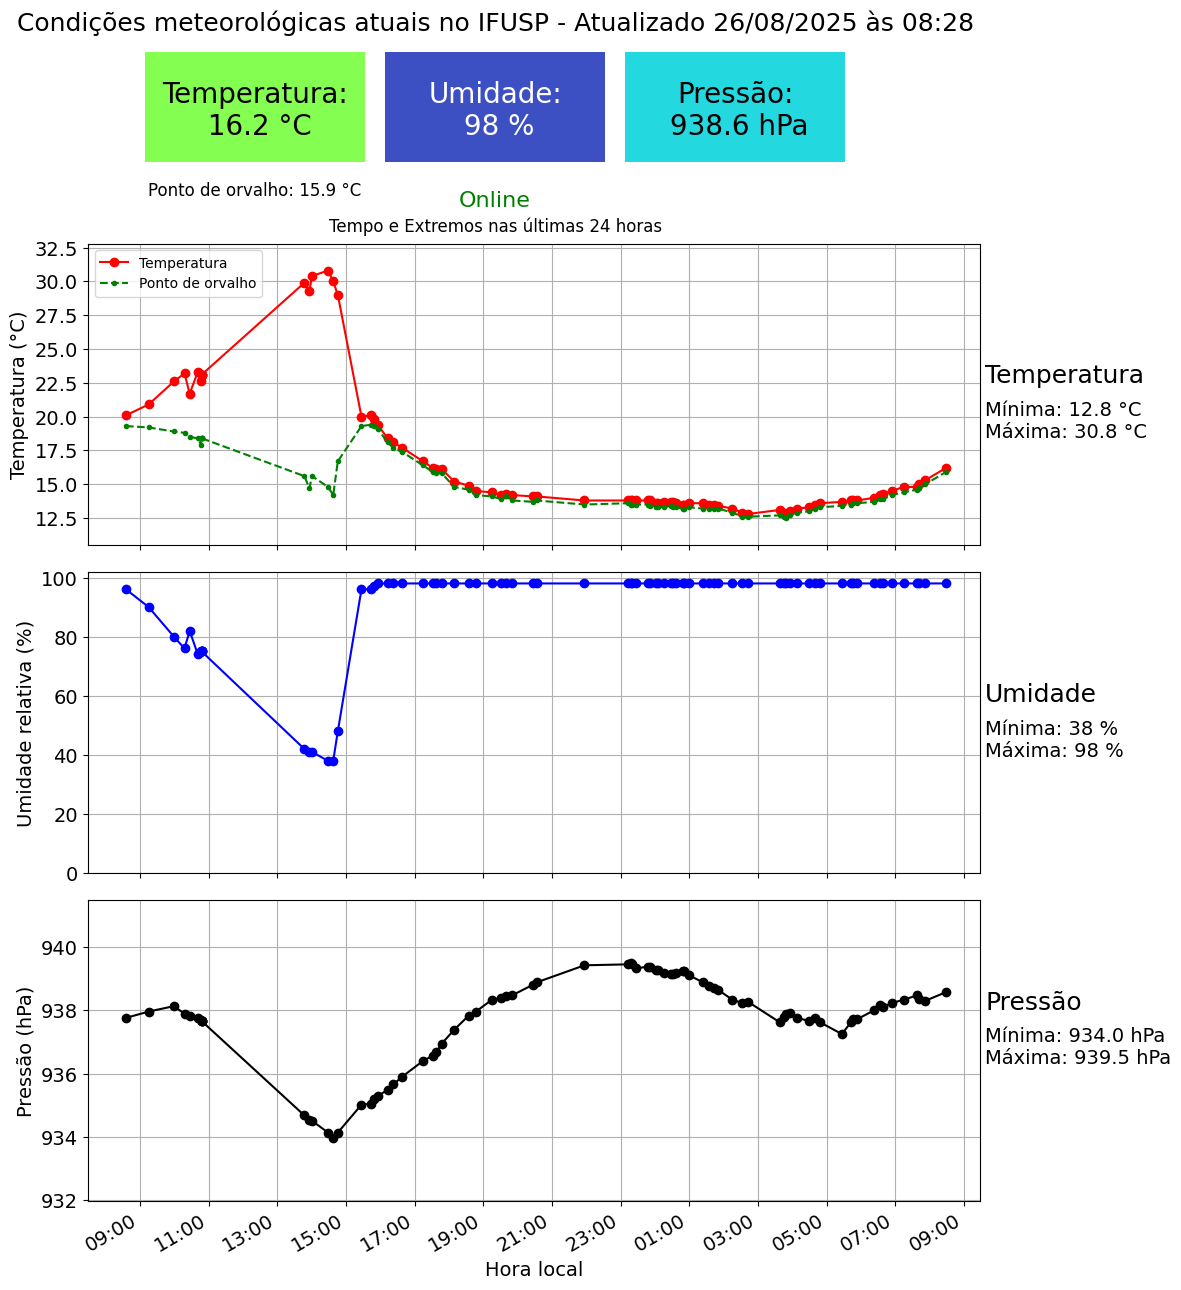 Condições meteorológicas atuais no IFUSP - Atualizado 26/08/2025 às 08:28
Temperatura:
16.2 °C
Umidade:
98 %
Pressão:
938.6 hPa
Ponto de orvalho: 15.9 °C
Online
Tempo e Extremos nas últimas 24 horas
Temperatura (°C)
32.5
30.0
27.5
25.0
22.5
20.0
17.5
15.0
12.5
Temperatura
Ponto de orvalho
Temperatura
Mínima: 12.8 °C
Máxima: 30.8 °C
Umidade relativa (%)
100
80
60
40
20
0
Umidade
Mínima: 38 %
Máxima: 98 %
Pressão (hPa)
940
938
936
934
932
Pressão
Mínima: 934.0 hPa
Máxima: 939.5 hPa
09:00 11:00 13:00 15:00 17:00 19:00 21:00 23:00 01:00 03:00 05:00 07:00 09:00
Hora local